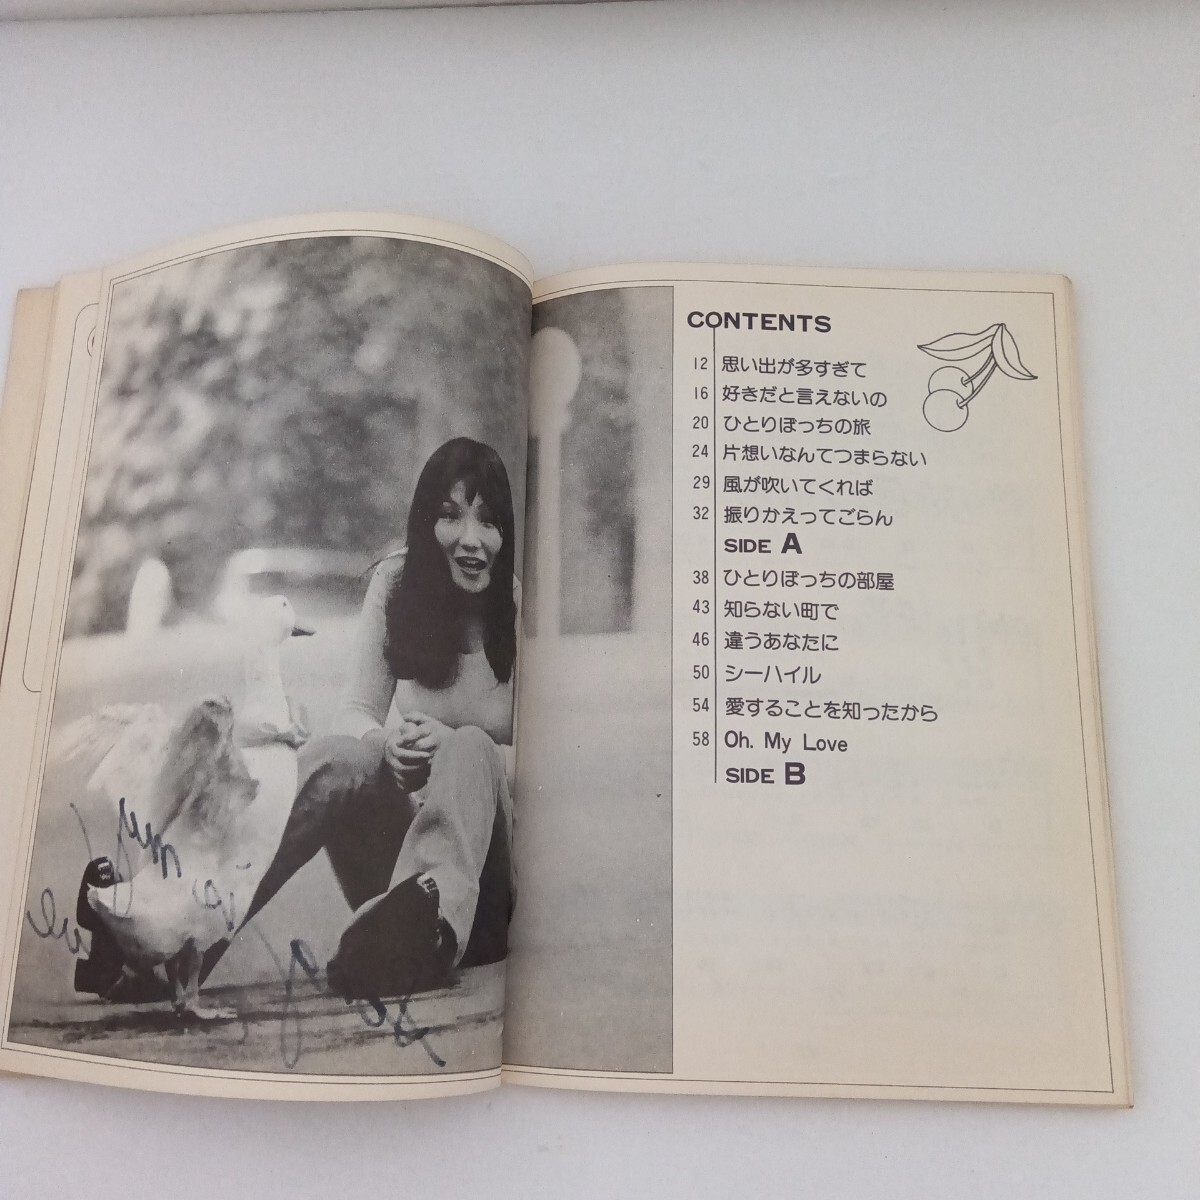 CONTENTS
12 思い出が多すぎて
16 好きだと言えないの
20 ひとりぼっちの旅
24 片想いなんてつまらない
29 風が吹いてくれば
32 振りかえってごらん
SIDE A
38 ひとりぼっちの部屋
43 知らない町で
46 違うあなたに
50 シーハイル
54 愛することを知ったから
58 Oh. My Love
SIDE B